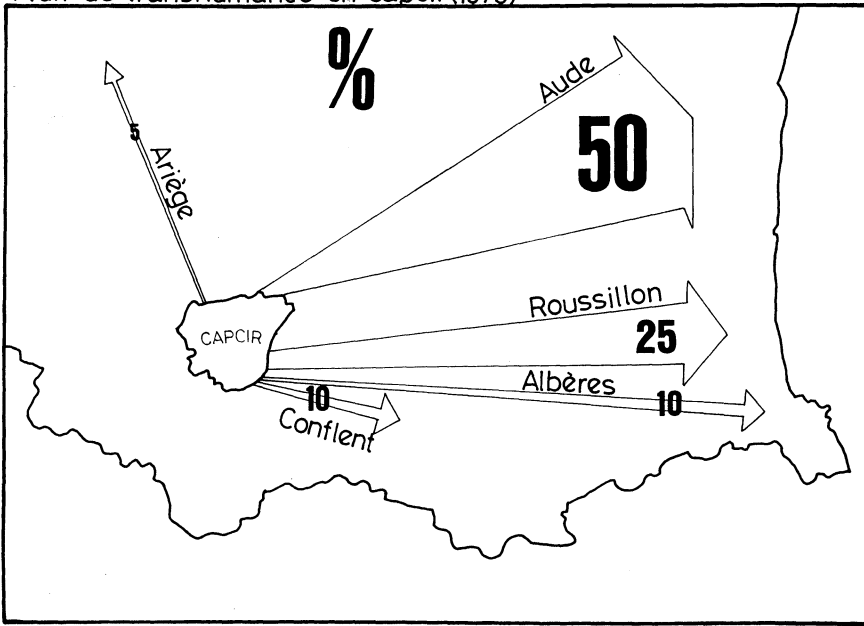 %
Aude
50
5
Ariège
Roussillon
CAPCIR
25
Albères
10
10
Conflent